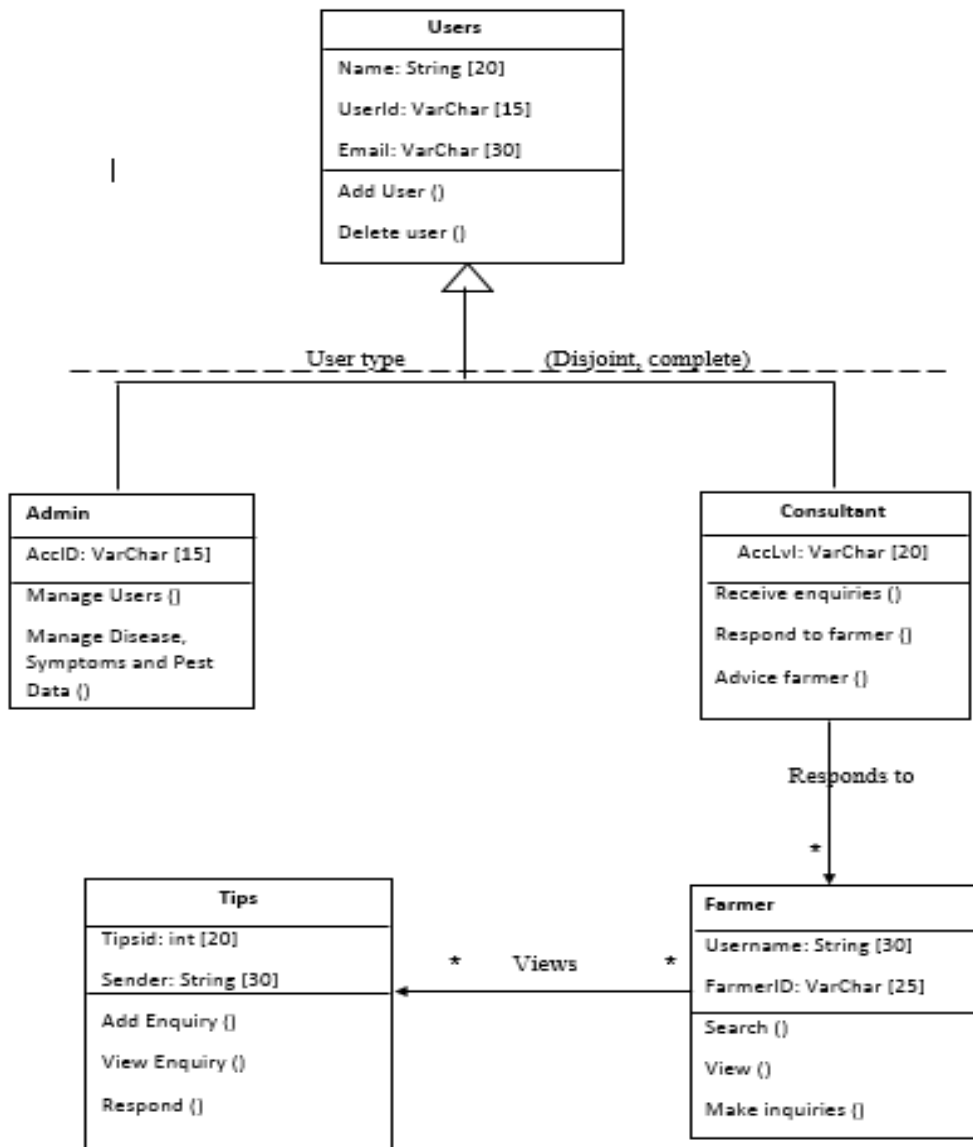 Users
Name: String [20]
UserId: VarChar [15]
Email: VarChar [30]
Add User ()
Delete user ()
User type
(Disjoint, complete)
Admin
AccID: VarChar [15]
Manage Users ()
Manage Disease,
Symptoms and Pest
Data ()
Consultant
AccLvl: VarChar [20]
Receive enquiries ()
Respond to farmer ()
Advice farmer ()
Responds to
*
Tips
Tipsid: int [20]
Sender: String [30]
Add Enquiry ()
View Enquiry ()
Respond ()
* Views *
Farmer
Username: String [30]
FarmerID: VarChar [25]
Search ()
View ()
Make inquiries ()